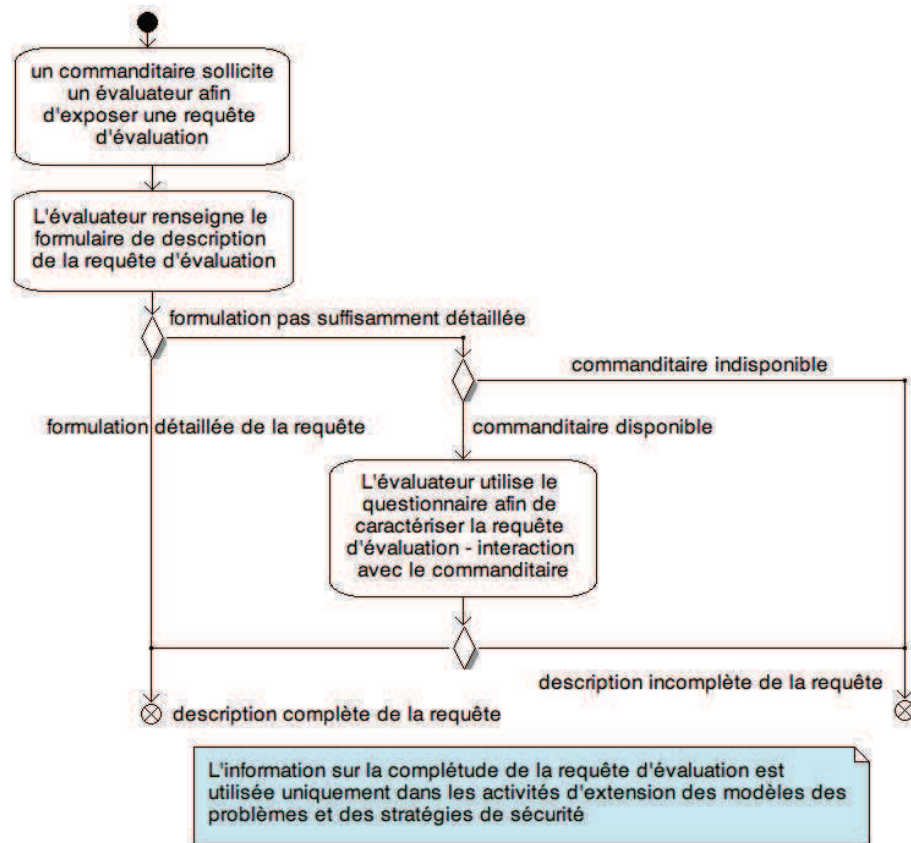 un commanditaire sollicite
un évaluateur afin
d'exposer une requête
d'évaluation
L'évaluateur renseigne le
formulaire de description
de la requête d'évaluation
formulation pas suffisamment détaillée
commanditaire indisponible
formulation détaillée de la requête
commanditaire disponible
L'évaluateur utilise le
questionnaire afin de
caractériser la requête
d'évaluation - interaction
avec le commanditaire
description incomplète de la requête
description complète de la requête
L'information sur la complétude de la requête d'évaluation est
utilisée uniquement dans les activités d'extension des modèles des
problèmes et des stratégies de sécurité